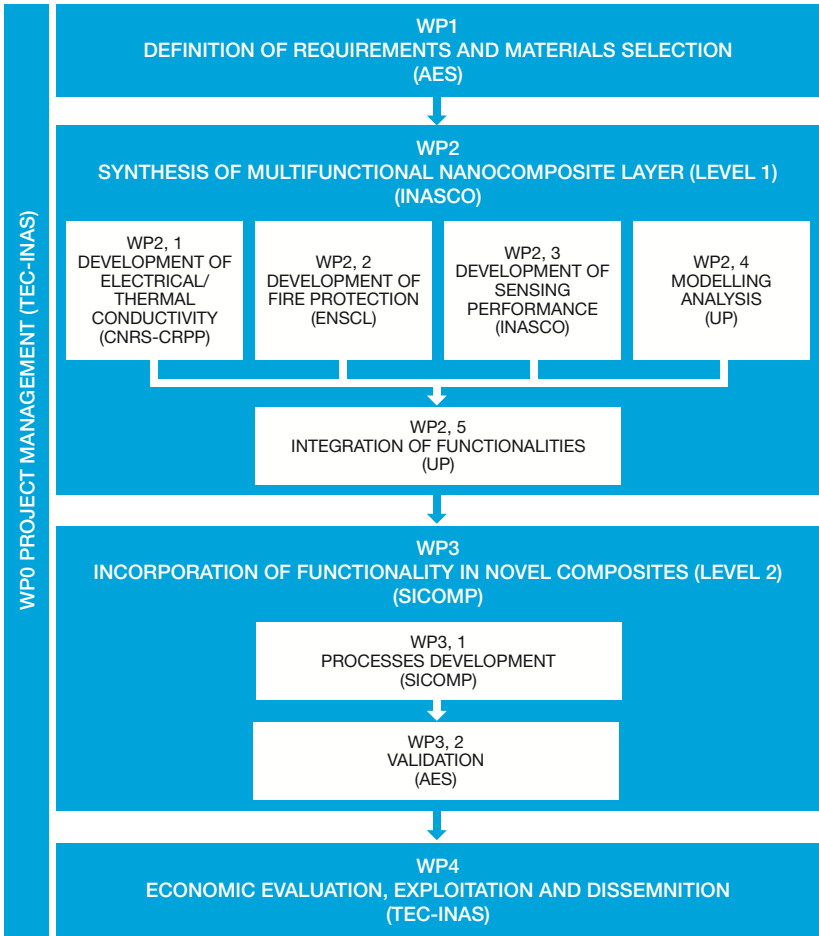 WP0 PROJECT MANAGEMENT (TEC-INAS)
WP1
DEFINITION OF REQUIREMENTS AND MATERIALS SELECTION
(AES)
WP2
SYNTHESIS OF MULTIFUNCTIONAL NANOCOMPOSITE LAYER (LEVEL 1)
(INASCO)
WP2, 1
DEVELOPMENT OF
ELECTRICAL/
THERMAL
CONDUCTIVITY
(CNRS-CRPP)
WP2, 2
DEVELOPMENT OF
FIRE PROTECTION
(ENSCL)
WP2, 3
DEVELOPMENT OF
SENSING
PERFORMANCE
(INASCO)
WP2, 4
MODELLING
ANALYSIS
(UP)
WP2, 5
INTEGRATION OF FUNCTIONALITIES
(UP)
WP3
INCORPORATION OF FUNCTIONALITY IN NOVEL COMPOSITES (LEVEL 2)
(SICOMP)
WP3, 1
PROCESSES DEVELOPMENT
(SICOMP)
WP3, 2
VALIDATION
(AES)
WP4
ECONOMIC EVALUATION, EXPLOITATION AND DISSEMNITION
(TEC-INAS)